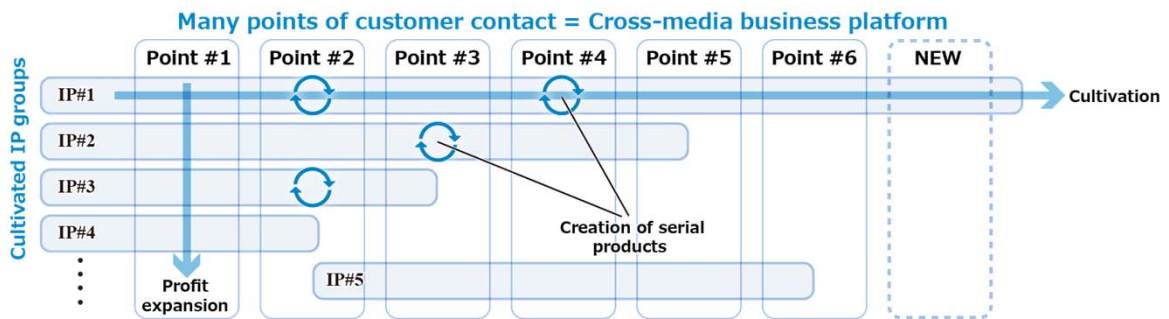 Many points of customer contact = Cross-media business platform
Point #1 Point #2 Point #3 Point #4 Point #5 Point #6 NEW
Cultivated IP groups
IP#1
Cultivation
IP#2
IP#3
IP#4
Creation of serial
products
IP#5
Profit
expansion